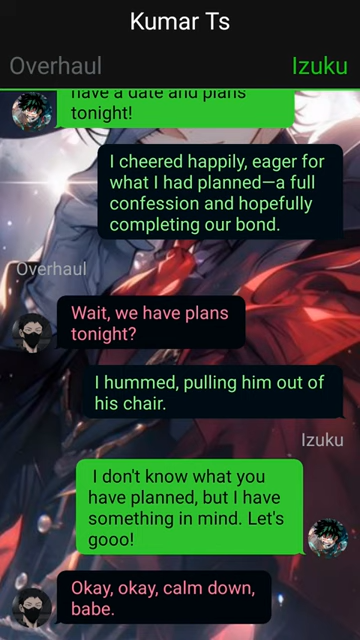 Kumar Ts
Overhaul
Izuku
have a date and plans
tonight!
I cheered happily, eager for
what I had planned—a full
confession and hopefully
completing our bond.
Overhaul
Wait, we have plans
tonight?
I hummed, pulling him out of
his chair.
Izuku
I don't know what you
have planned, but I have
something in mind. Let's
gooo!
Okay, okay, calm down,
babe.